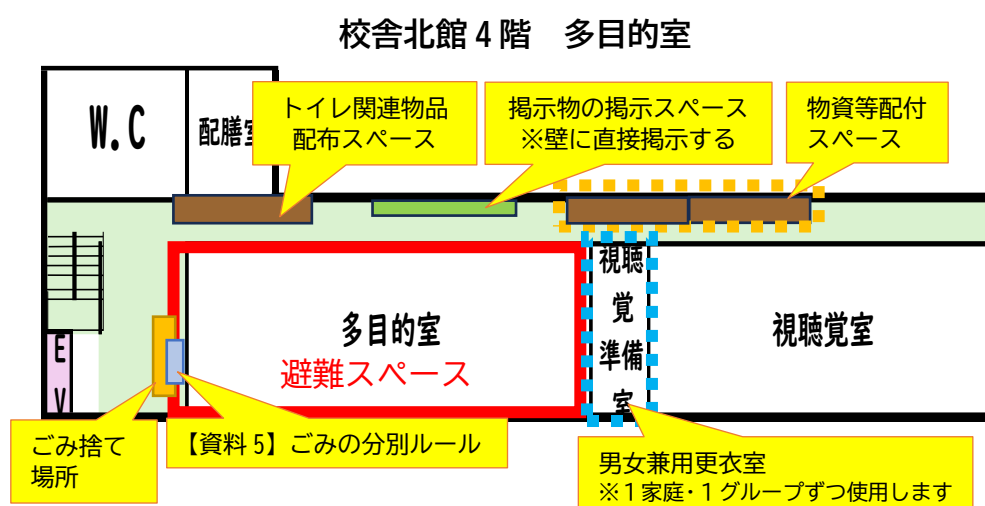 校舎北館4階　多目的室
W.C
配膳
トイレ関連物品
配布スペース
掲示物の掲示スペース
※壁に直接掲示する
物資等配付
スペース
視聴
覚
準備
室
多目的室
避難スペース
視聴覚室
E
V
ごみ捨て
場所
【資料5】ごみの分別ルール
男女兼用更衣室
※1家庭・1グループずつ使用します